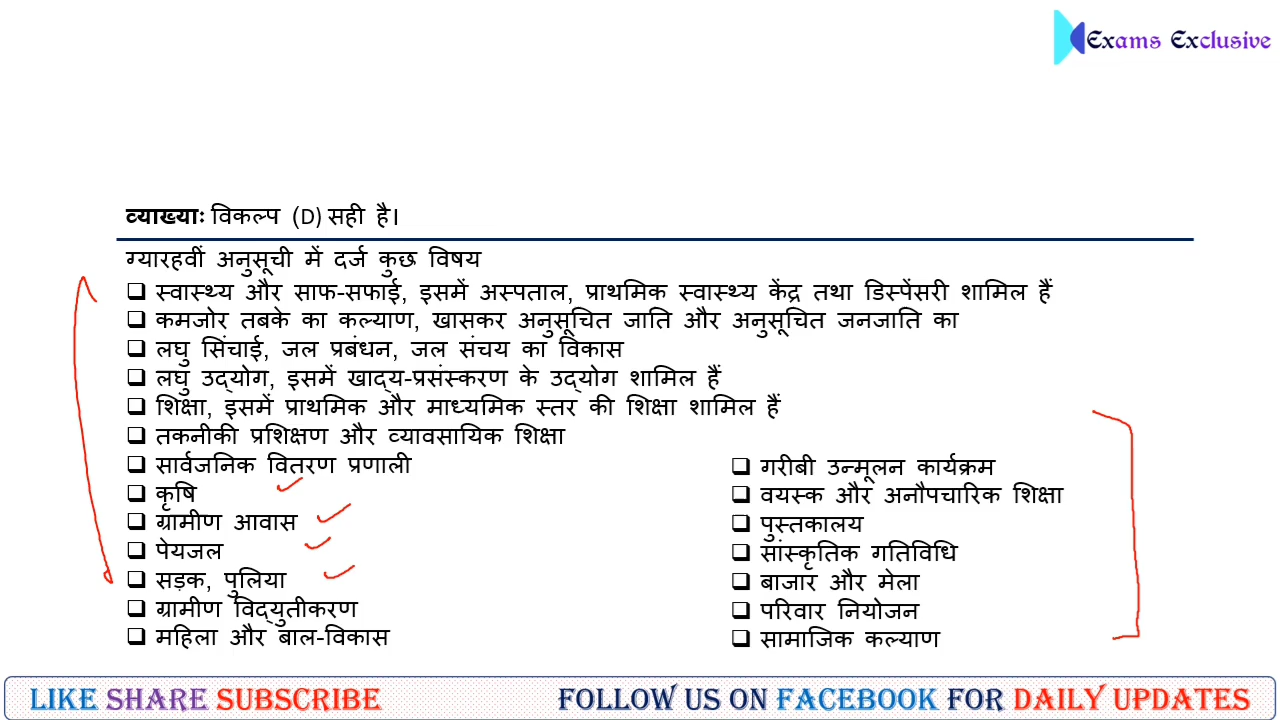 Exams Exclusive
व्याख्याः विकल्प (D) सही है।
ग्यारहवीं अनुसूची में दर्ज कुछ विषय
❑ स्वास्थ्य और साफ-सफाई, इसमें अस्पताल, प्राथमिक स्वास्थ्य केंद्र तथा डिस्पेंसरी शामिल हैं
❑ कमजोर तबके का कल्याण, खासकर अनुसूचित जाति और अनुसूचित जनजाति का
❑ लघु सिंचाई, जल प्रबंधन, जल संचय का विकास
❑ लघु उद्योग, इसमें खाद्य-प्रसंस्करण के उद्योग शामिल हैं
❑ शिक्षा, इसमें प्राथमिक और माध्यमिक स्तर की शिक्षा शामिल हैं
❑ तकनीकी प्रशिक्षण और व्यावसायिक शिक्षा
❑ सार्वजनिक वितरण प्रणाली
❑ कृषि
❑ ग्रामीण आवास
❑ पेयजल
❑ सड़क, पुलिया
❑ ग्रामीण विद्युतीकरण
❑ महिला और बाल-विकास
❑ गरीबी उन्मूलन कार्यक्रम
❑ वयस्क और अनौपचारिक शिक्षा
❑ पुस्तकालय
❑ सांस्कृतिक गतिविधि
❑ बाजार और मेला
❑ परिवार नियोजन
❑ सामाजिक कल्याण
LIKE SHARE SUBSCRIBE
FOLLOW US ON FACEBOOK FOR DAILY UPDATES